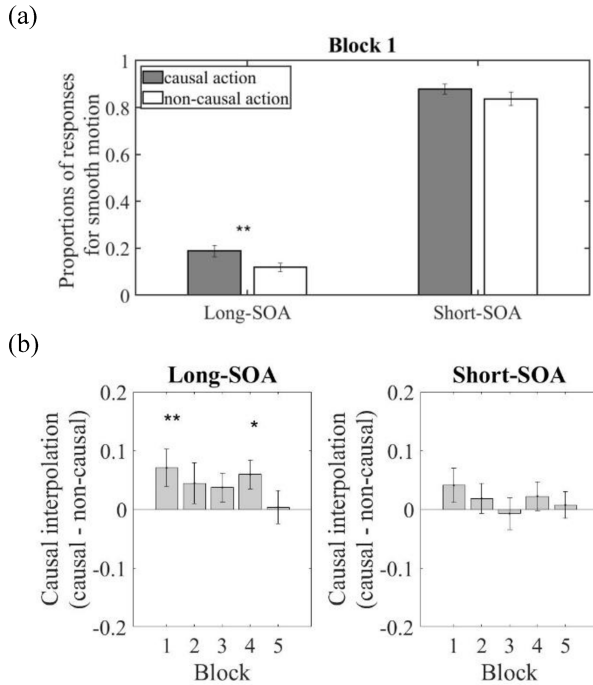 (a)
Block 1
causal action
non-causal action
Proportions of responses
for smooth motion
1
0.8
0.6
0.4
0.2
0
**
Long-SOA
Short-SOA
(b)
Long-SOA
Causal interpolation
(causal - non-causal)
0.2
0.1
0
-0.1
-0.2
**
*
1 2 3 4 5
Block
Short-SOA
Causal interpolation
(causal - non-causal)
0.2
0.1
0
-0.1
-0.2
1 2 3 4 5
Block